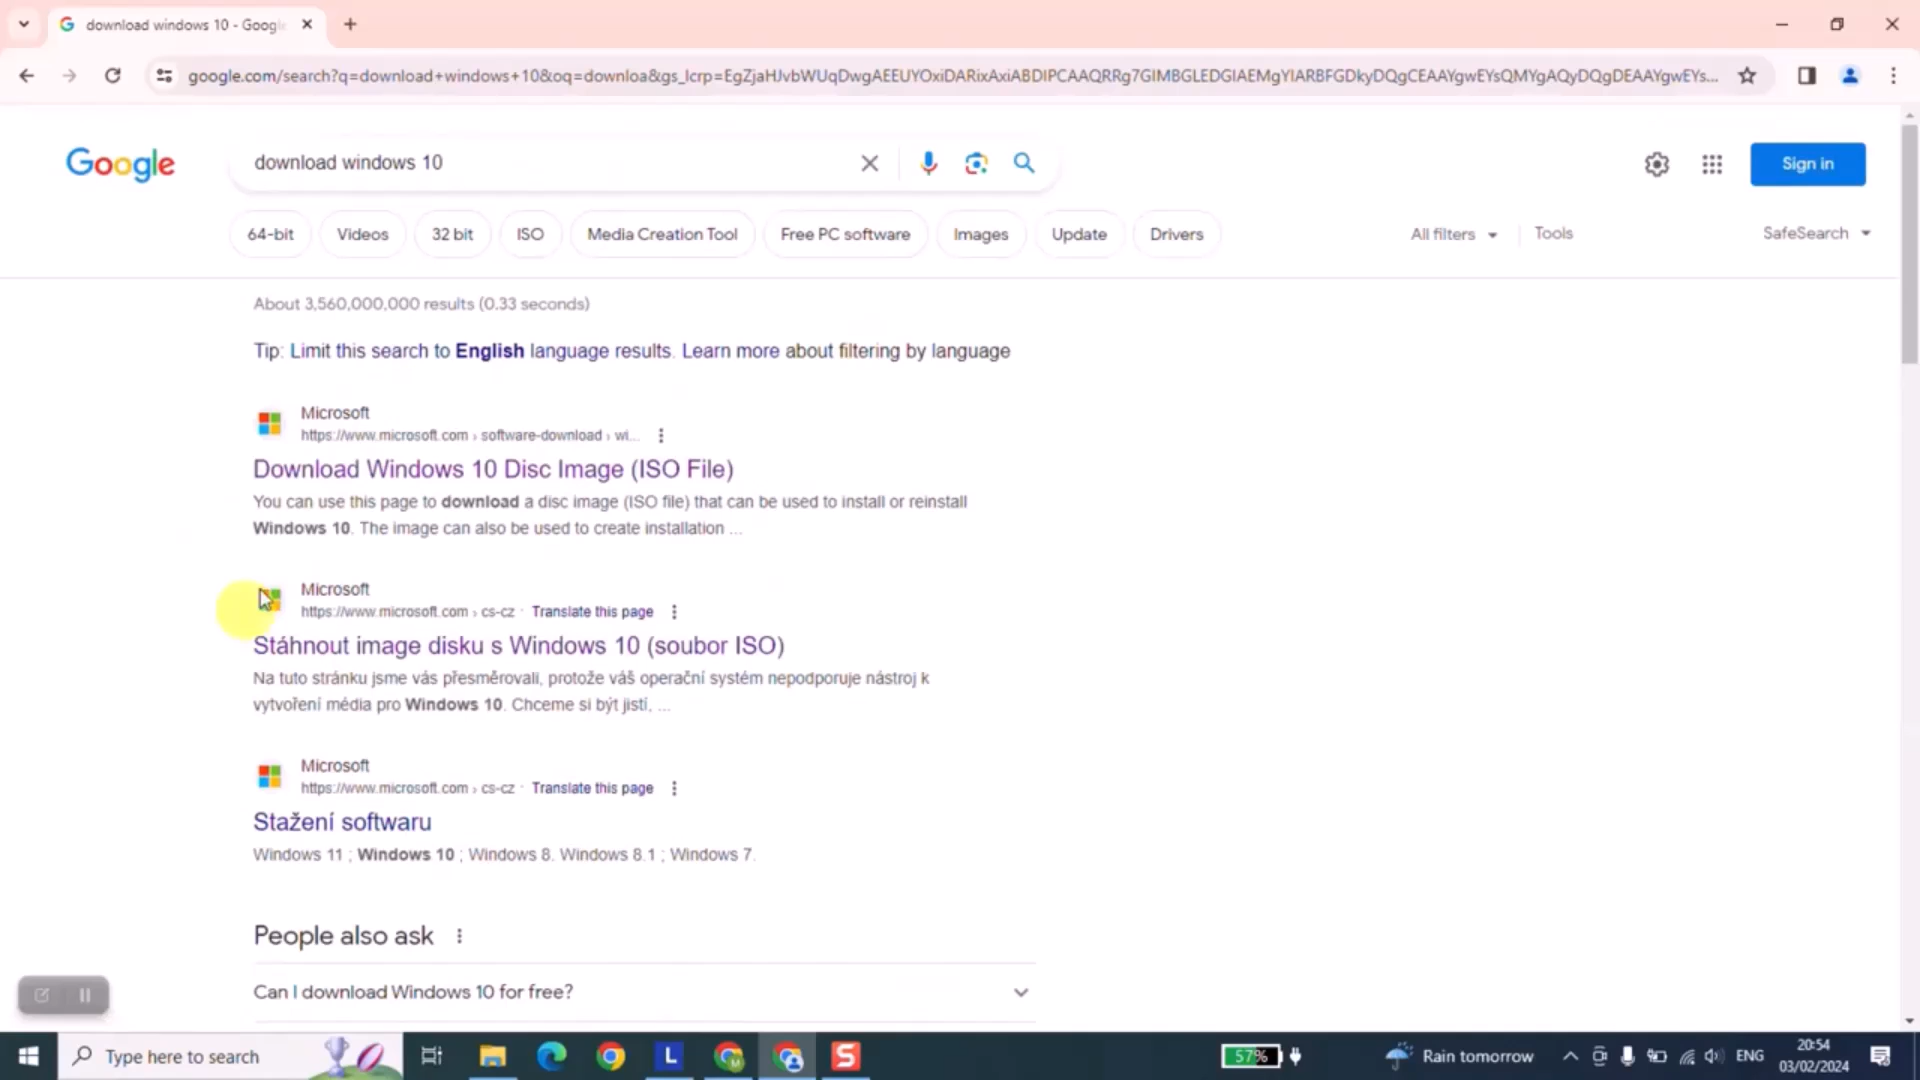 download windows 10 - Googl
google.com/search?q=download+windows+10&oq=downloa&gs_lcrp=EgZjaHJvbWUqDwgAEEUYOxiDARixAxiABDIPCAAQRRg7GIMBGLEDGIAEMgYIARBFGDkyDQgCEAAYgwEYsQMYgAQyDQgDEAAYgwEYs...
Google
download windows 10
Sign in
64-bit Videos 32 bit ISO Media Creation Tool Free PC software Images Update Drivers All filters Tools SafeSearch
About 3,560,000,000 results (0.33 seconds)
Tip: Limit this search to English language results. Learn more about filtering by language
Microsoft
https://www.microsoft.com › software-download › wi...
Download Windows 10 Disc Image (ISO File)
You can use this page to download a disc image (ISO file) that can be used to install or reinstall
Windows 10. The image can also be used to create installation ...
Microsoft
https://www.microsoft.com › cs-cz · Translate this page
Stáhnout image disku s Windows 10 (soubor ISO)
Na tuto stránku jsme vás přesměrovali, protože váš operační systém nepodporuje nástroj k
vytvoření média pro Windows 10. Chceme si být jistí, ...
Microsoft
https://www.microsoft.com › cs-cz · Translate this page
Stažení softwaru
Windows 11 ; Windows 10 ; Windows 8. Windows 8.1 ; Windows 7.
People also ask
Can I download Windows 10 for free?
Type here to search
L
S
57%
Rain tomorrow
ENG
20:54
03/02/2024